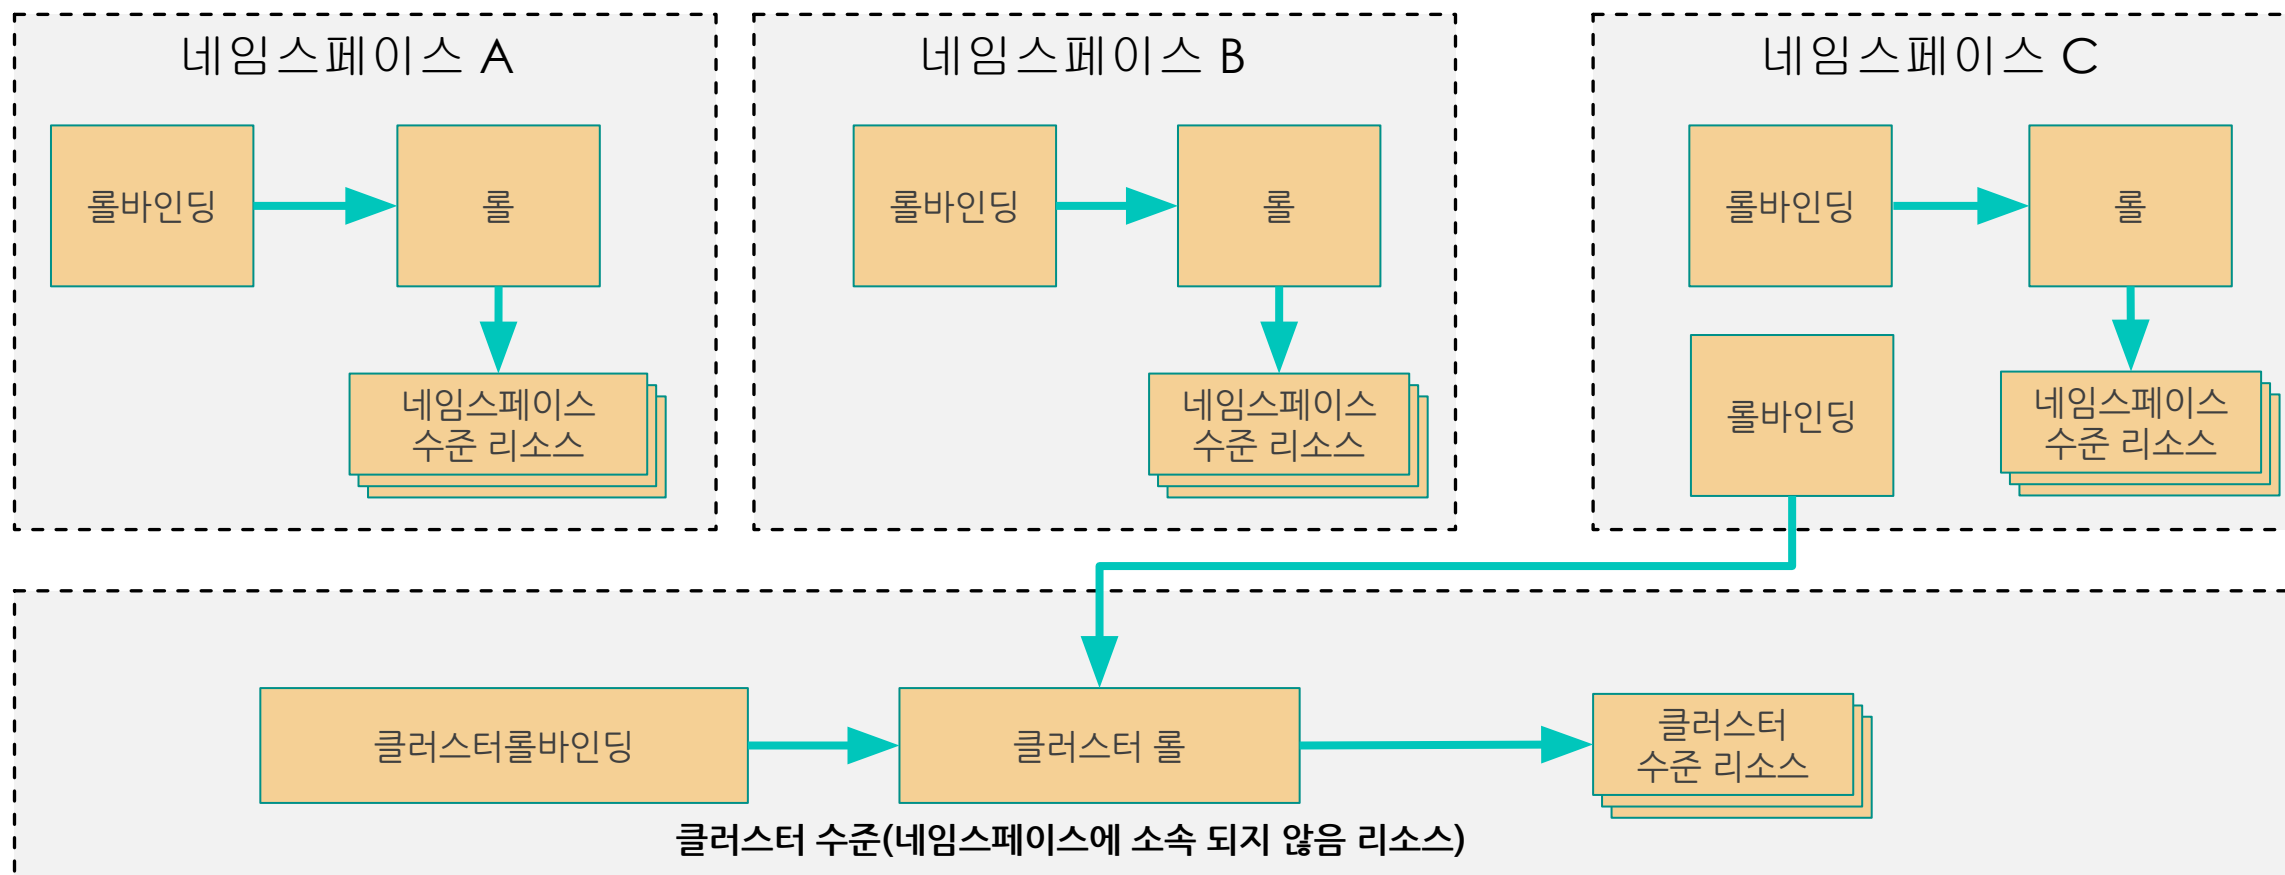 네임스페이스 A
롤바인딩
롤
네임스페이스
수준 리소스
네임스페이스 B
롤바인딩
롤
네임스페이스
수준 리소스
네임스페이스 C
롤바인딩
롤
롤바인딩
네임스페이스
수준 리소스
클러스터롤바인딩
클러스터 롤
클러스터
수준 리소스
클러스터 수준(네임스페이스에 소속 되지 않음 리소스)